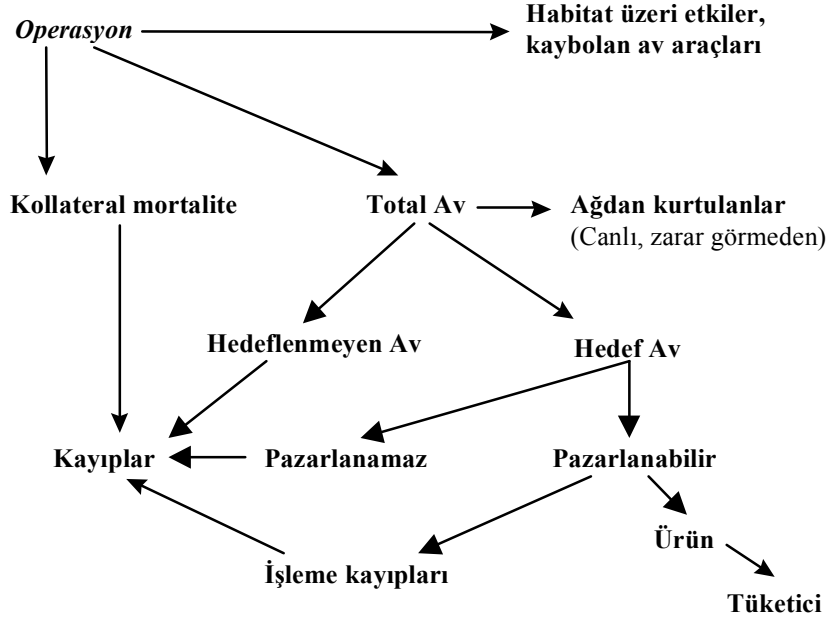 Operasyon
Habitat üzeri etkiler,
kaybolan av araçları
Kollateral mortalite
Total Av
Ağdan kurtulanlar
(Canlı, zarar görmeden)
Hedeflenmeyen Av
Hedef Av
Kayıplar
Pazarlanamaz
Pazarlanabilir
Ürün
İşleme kayıpları
Tüketici